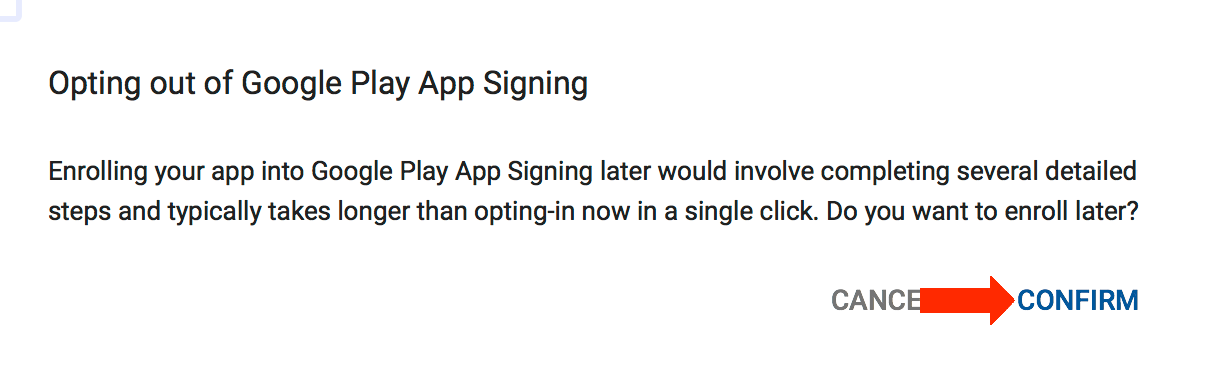 Opting out of Google Play App Signing
Enrolling your app into Google Play App Signing later would involve completing several detailed
steps and typically takes longer than opting-in now in a single click. Do you want to enroll later?
CANCE CONFIRM